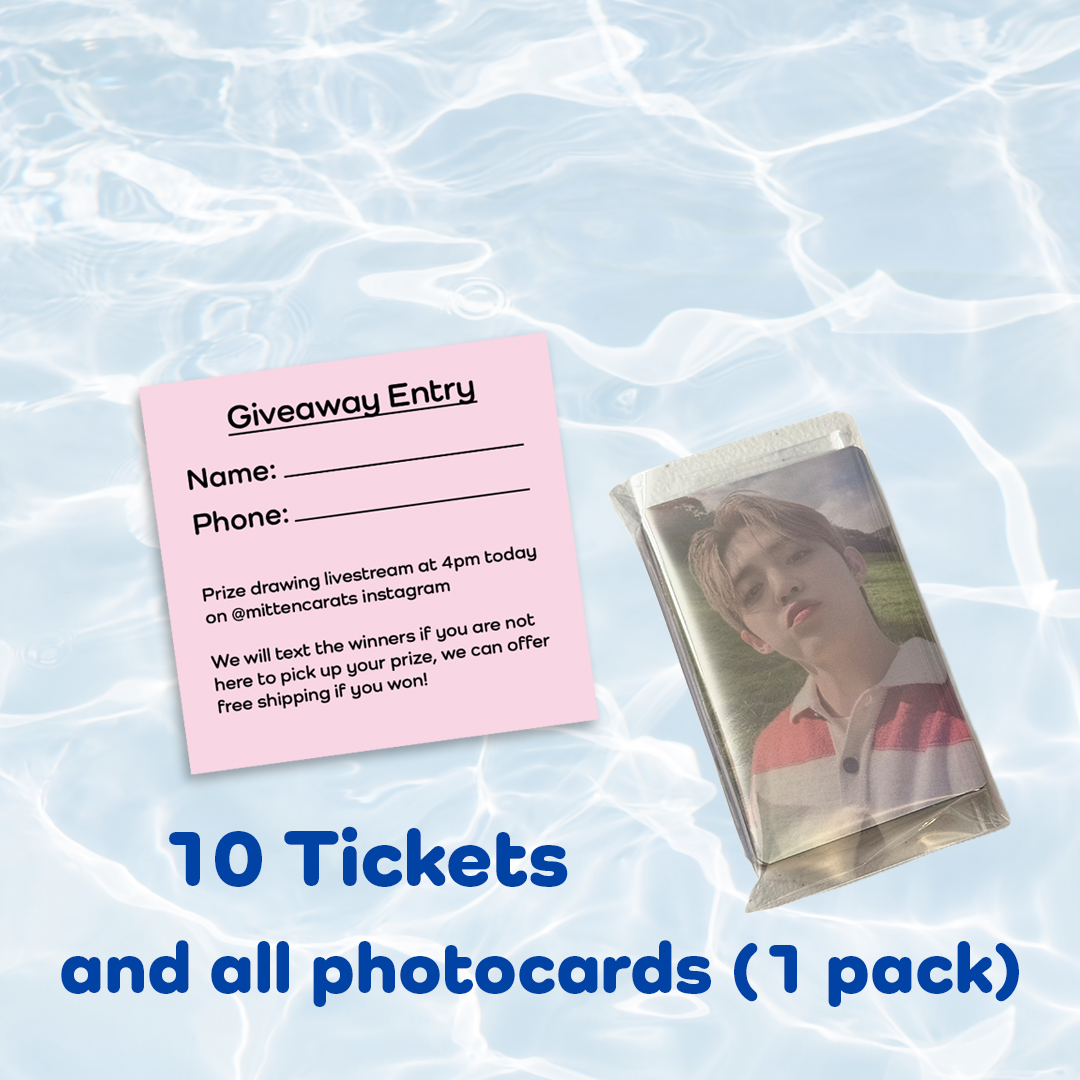 Giveaway Entry
Name:
Phone:
Prize drawing livestream at 4pm today
on @mittencarats instagram
We will text the winners if you are not
here to pick up your prize, we can offer
free shipping if you won!
10 Tickets
and all photocards (1 pack)